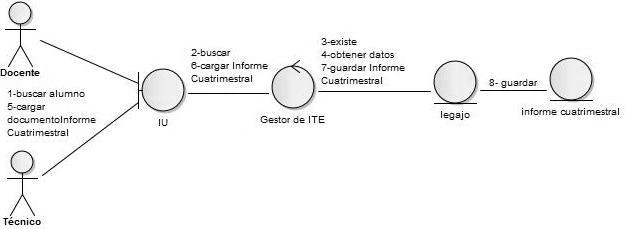 Docente
1-buscar alumno
5-cargar
documentoInforme
Cuatrimestral
Técnico
IU
2-buscar
6-cargar Informe
Cuatrimestral
Gestor de ITE
3-existe
4-obtener datos
7-guardar Informe
Cuatrimestral
legajo
8- guardar
informe cuatrimestral